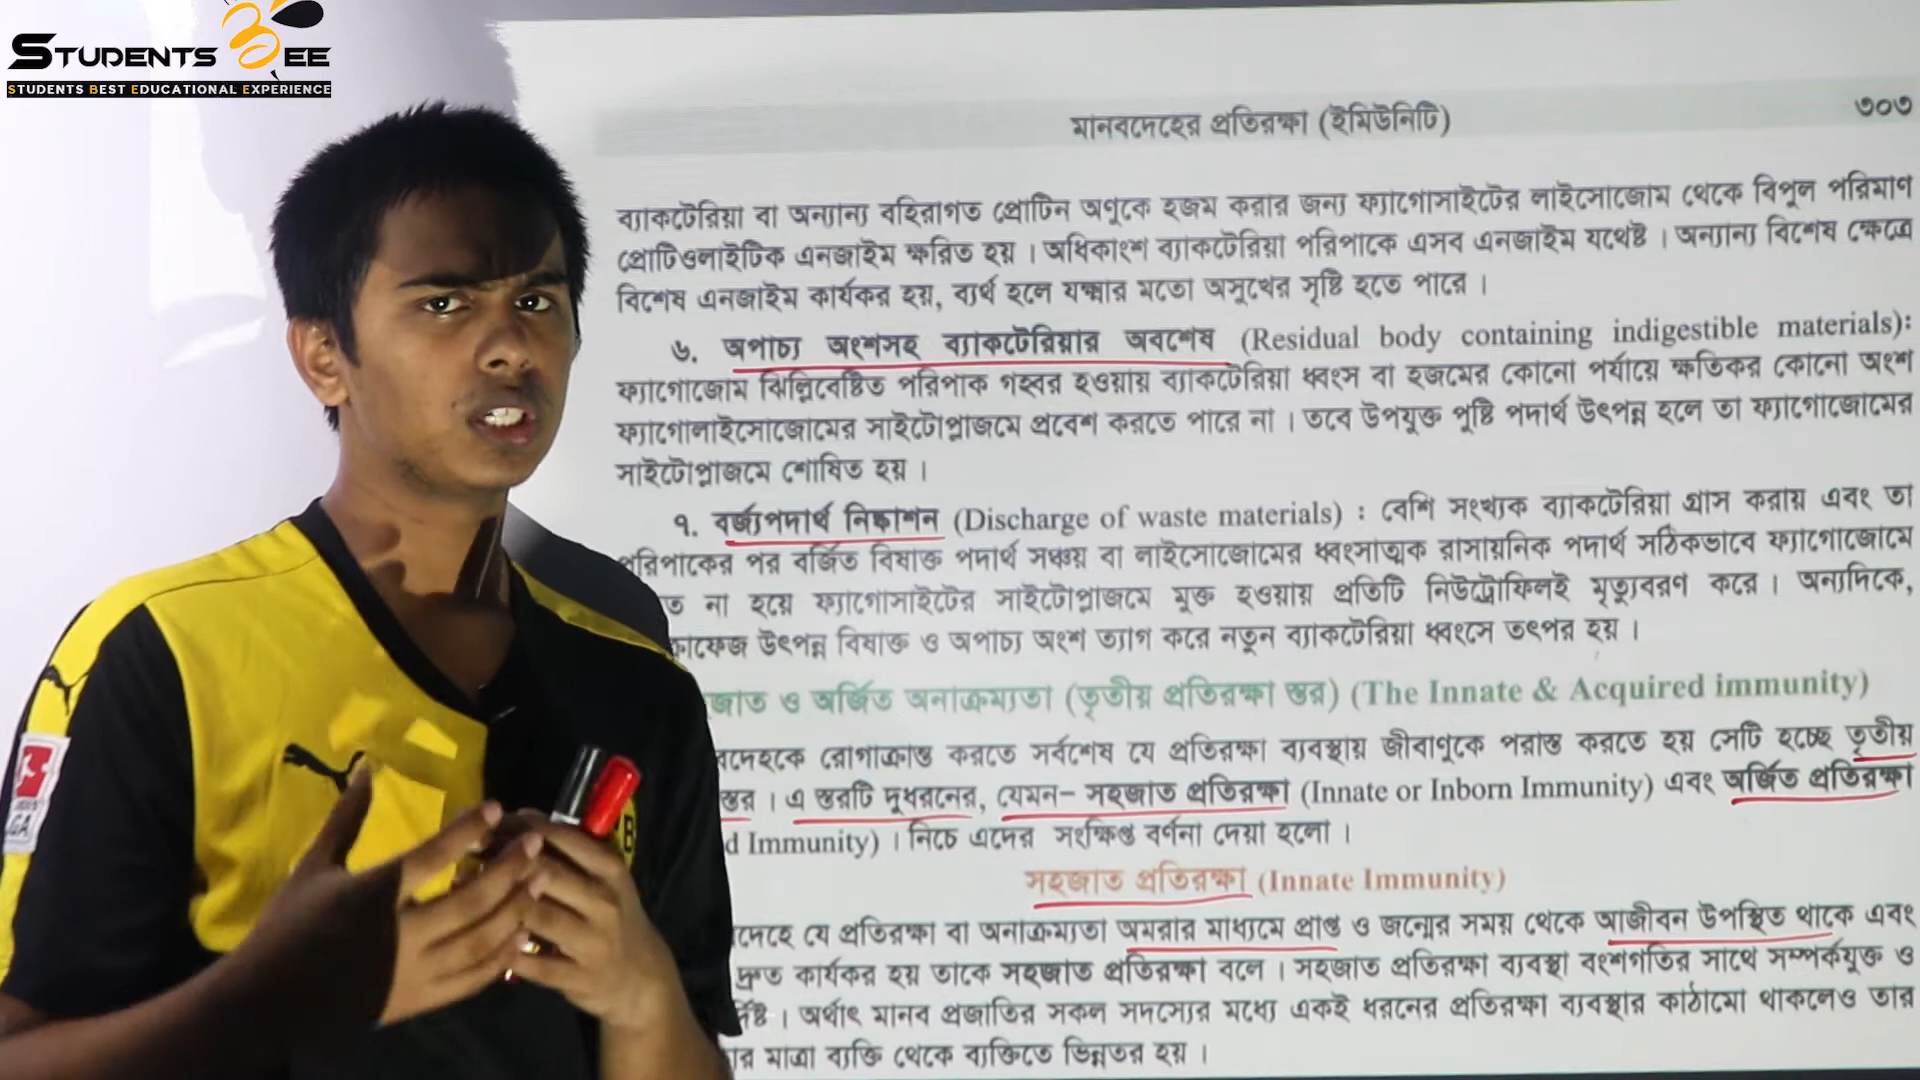 STUDENTS BEE
STUDENTS BEST EDUCATIONAL EXPERIENCE
মানবদেহের প্রতিরক্ষা (ইমিউনিটি)
৩০৩
ব্যাকটেরিয়া বা অন্যান্য বহিরাগত প্রোটিন অণুকে হজম করার জন্য ফ্যাগোসাইটের লাইসোজোম থেকে বিপুল পরিমাণ
প্রোটিওলাইটিক এনজাইম ক্ষরিত হয়। অধিকাংশ ব্যাকটেরিয়া পরিপাকে এসব এনজাইম যথেষ্ট। অন্যান্য বিশেষ ক্ষেত্রে
বিশেষ এনজাইম কার্যকর হয়, ব্যর্থ হলে যক্ষ্মার মতো অসুখের সৃষ্টি হতে পারে।
৬. অপাচ্য অংশসহ ব্যাকটেরিয়ার অবশেষ (Residual body containing indigestible materials):
ফ্যাগোজোম ঝিল্লিবেষ্টিত পরিপাক গহ্বর হওয়ায় ব্যাকটেরিয়া ধ্বংস বা হজমের কোনো পর্যায়ে ক্ষতিকর কোনো অংশ
ফ্যাগোলাইসোজোমের সাইটোপ্লাজমে প্রবেশ করতে পারে না। তবে উপযুক্ত পুষ্টি পদার্থ উৎপন্ন হলে তা ফ্যাগোজোমের
সাইটোপ্লাজমে শোষিত হয়।
৭. বর্জ্যপদার্থ নিষ্কাশন (Discharge of waste materials) : বেশি সংখ্যক ব্যাকটেরিয়া গ্রাস করায় এবং তা
পরিপাকের পর বর্জিত বিষাক্ত পদার্থ সঞ্চয় বা লাইসোজোমের ধ্বংসাত্মক রাসায়নিক পদার্থ সঠিকভাবে ফ্যাগোজোমে
ত না হয়ে ফ্যাগোসাইটের সাইটোপ্লাজমে মুক্ত হওয়ায় প্রতিটি নিউট্রোফিলই মৃত্যুবরণ করে। অন্যদিকে,
ক্রোফেজ উৎপন্ন বিষাক্ত ও অপাচ্য অংশ ত্যাগ করে নতুন ব্যাকটেরিয়া ধ্বংসে তৎপর হয়।
জাত ও অর্জিত অনাক্রম্যতা (তৃতীয় প্রতিরক্ষা স্তর) (The Innate & Acquired immunity)
বদেহকে রোগাক্রান্ত করতে সর্বশেষ যে প্রতিরক্ষা ব্যবস্থায় জীবাণুকে পরাস্ত করতে হয় সেটি হচ্ছে তৃতীয়
স্তর। এ স্তরটি দুধরনের, যেমন- সহজাত প্রতিরক্ষা (Innate or Inborn Immunity) এবং অর্জিত প্রতিরক্ষা
d Immunity)। নিচে এদের সংক্ষিপ্ত বর্ণনা দেয়া হলো।
সহজাত প্রতিরক্ষা (Innate Immunity)
দেহে যে প্রতিরক্ষা বা অনাক্রম্যতা অমরার মাধ্যমে প্রাপ্ত ও জন্মের সময় থেকে আজীবন উপস্থিত থাকে এবং
দ্রুত কার্যকর হয় তাকে সহজাত প্রতিরক্ষা বলে। সহজাত প্রতিরক্ষা ব্যবস্থা বংশগতির সাথে সম্পর্কযুক্ত ও
র্দিষ্ট। অর্থাৎ মানব প্রজাতির সকল সদস্যের মধ্যে একই ধরনের প্রতিরক্ষা ব্যবস্থার কাঠামো থাকলেও তার
ার মাত্রা ব্যক্তি থেকে ব্যক্তিতে ভিন্নতর হয়।